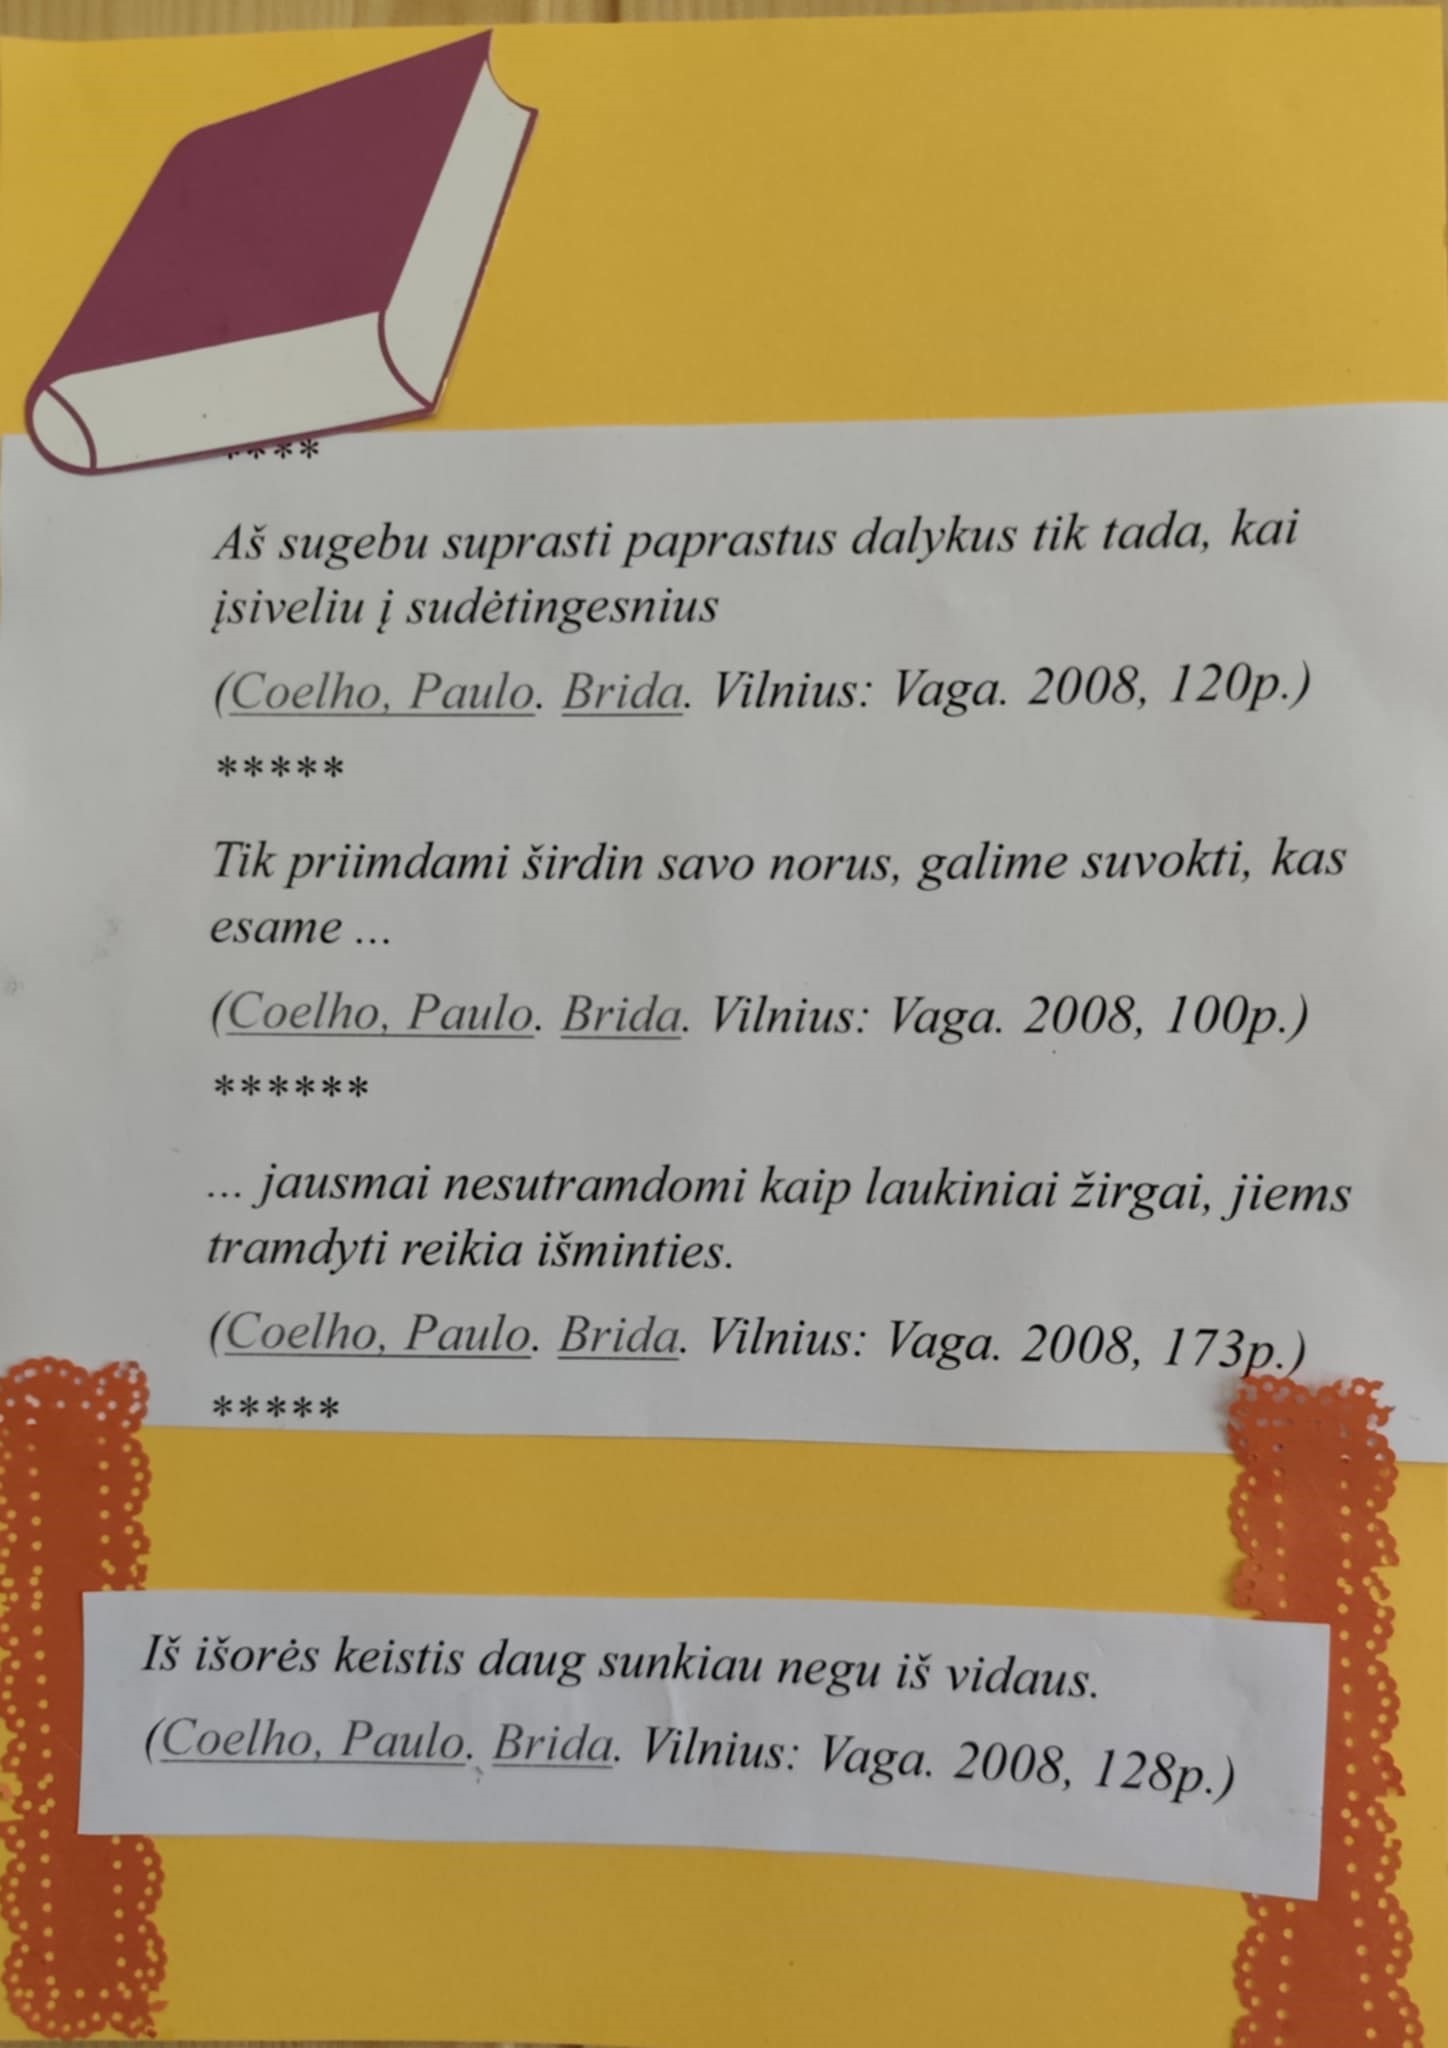 ****
Aš sugebu suprasti paprastus dalykus tik tada, kai
įsiveliu į sudėtingesnius
(Coelho, Paulo. Brida. Vilnius: Vaga. 2008, 120p.)
*****
Tik priimdami širdin savo norus, galime suvokti, kas
esame ...
(Coelho, Paulo. Brida. Vilnius: Vaga. 2008, 100p.)
******
... jausmai nesutramdomi kaip laukiniai žirgai, jiems
tramdyti reikia išminties.
(Coelho, Paulo. Brida. Vilnius: Vaga. 2008, 173p.)
*****
Iš išorės keistis daug sunkiau negu iš vidaus.
(Coelho, Paulo. Brida. Vilnius: Vaga. 2008, 128p.)